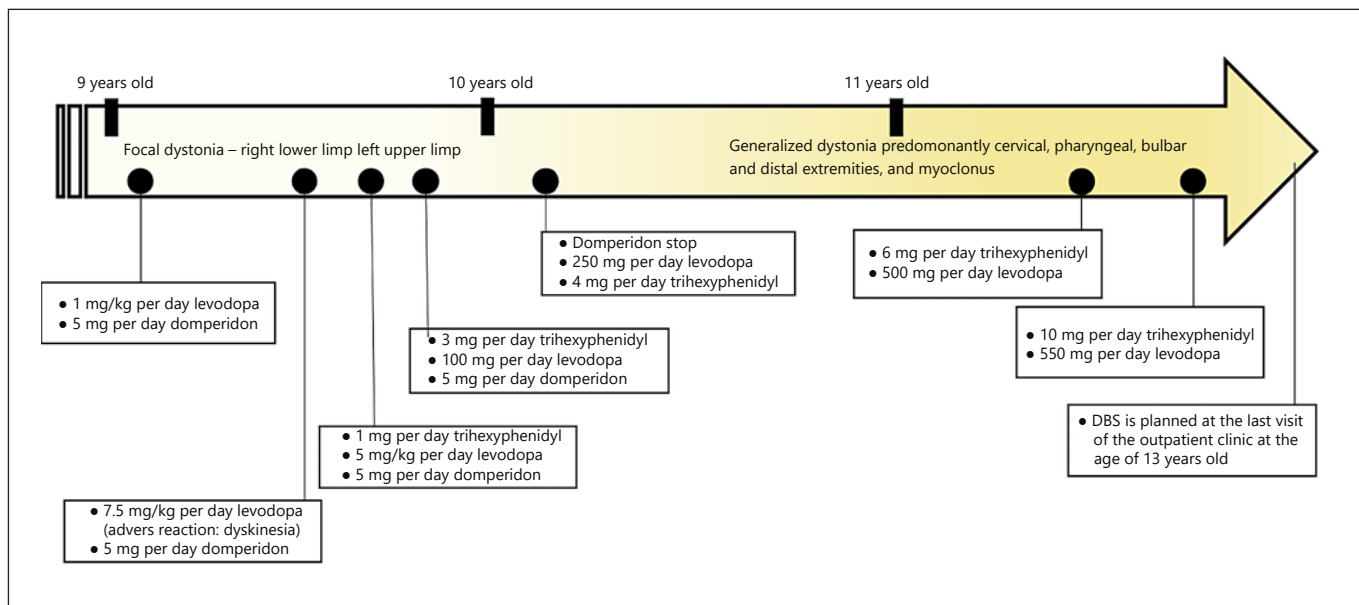 9 years old
10 years old
11 years old
Focal dystonia – right lower limp left upper limp
Generalized dystonia predomonantly cervical, pharyngeal, bulbar
and distal extremities, and myoclonus
● 1 mg/kg per day levodopa
● 5 mg per day domperidon
● 7.5 mg/kg per day levodopa
(advers reaction: dyskinesia)
● 5 mg per day domperidon
● 1 mg per day trihexyphenidyl
● 5 mg/kg per day levodopa
● 5 mg per day domperidon
● 3 mg per day trihexyphenidyl
● 100 mg per day levodopa
● 5 mg per day domperidon
● Domperidon stop
● 250 mg per day levodopa
● 4 mg per day trihexyphenidyl
● 6 mg per day trihexyphenidyl
● 500 mg per day levodopa
● 10 mg per day trihexyphenidyl
● 550 mg per day levodopa
● DBS is planned at the last visit
of the outpatient clinic at the
age of 13 years old